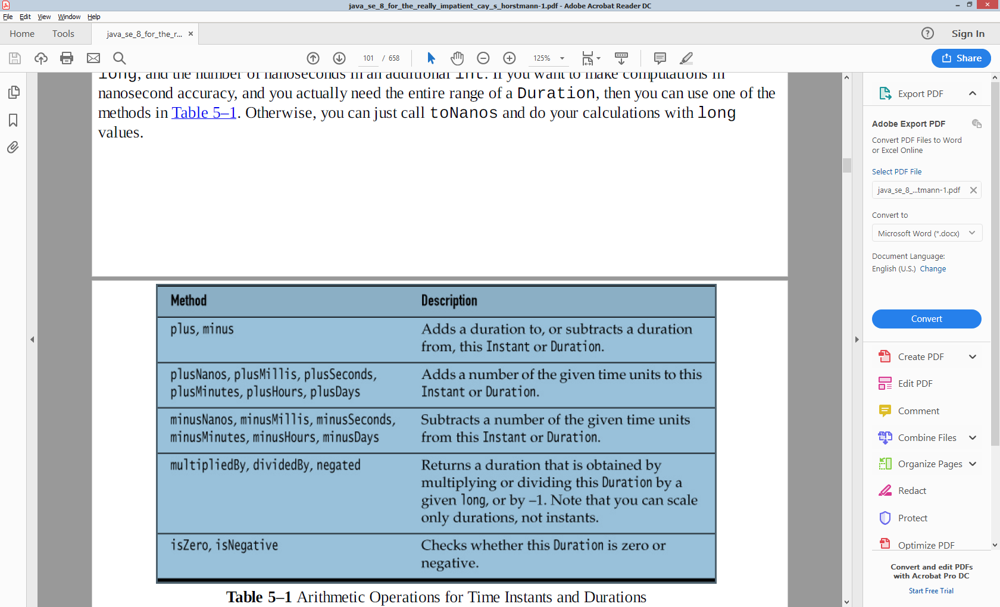 java_se_8_for_the_really_impatient_cay_s_horstmann-1.pdf - Adobe Acrobat Reader DC
File Edit View Window Help
Home Tools java_se_8_for_the_r... × Sign In
101 / 658 125% Share
long, and the number of nanoseconds in an additional int. If you want to make computations in
nanosecond accuracy, and you actually need the entire range of a Duration, then you can use one of the
methods in Table 5–1. Otherwise, you can just call toNanos and do your calculations with long
values.
Method Description
plus, minus Adds a duration to, or subtracts a duration
from, this Instant or Duration.
plusNanos, plusMillis, plusSeconds, Adds a number of the given time units to this
plusMinutes, plusHours, plusDays Instant or Duration.
minusNanos, minusMillis, minusSeconds, Subtracts a number of the given time units
minusMinutes, minusHours, minusDays from this Instant or Duration.
multipliedBy, dividedBy, negated Returns a duration that is obtained by
multiplying or dividing this Duration by a
given long, or by –1. Note that you can scale
only durations, not instants.
isZero, isNegative Checks whether this Duration is zero or
negative.
Table 5–1 Arithmetic Operations for Time Instants and Durations
Export PDF
Adobe Export PDF
Convert PDF Files to Word
or Excel Online
Select PDF File
java_se_8_...tmann-1.pdf
Convert to
Microsoft Word (*.docx)
Document Language:
English (U.S.) Change
Convert
Create PDF
Edit PDF
Comment
Combine Files
Organize Pages
Redact
Protect
Optimize PDF
Convert and edit PDFs
with Acrobat Pro DC
Start Free Trial